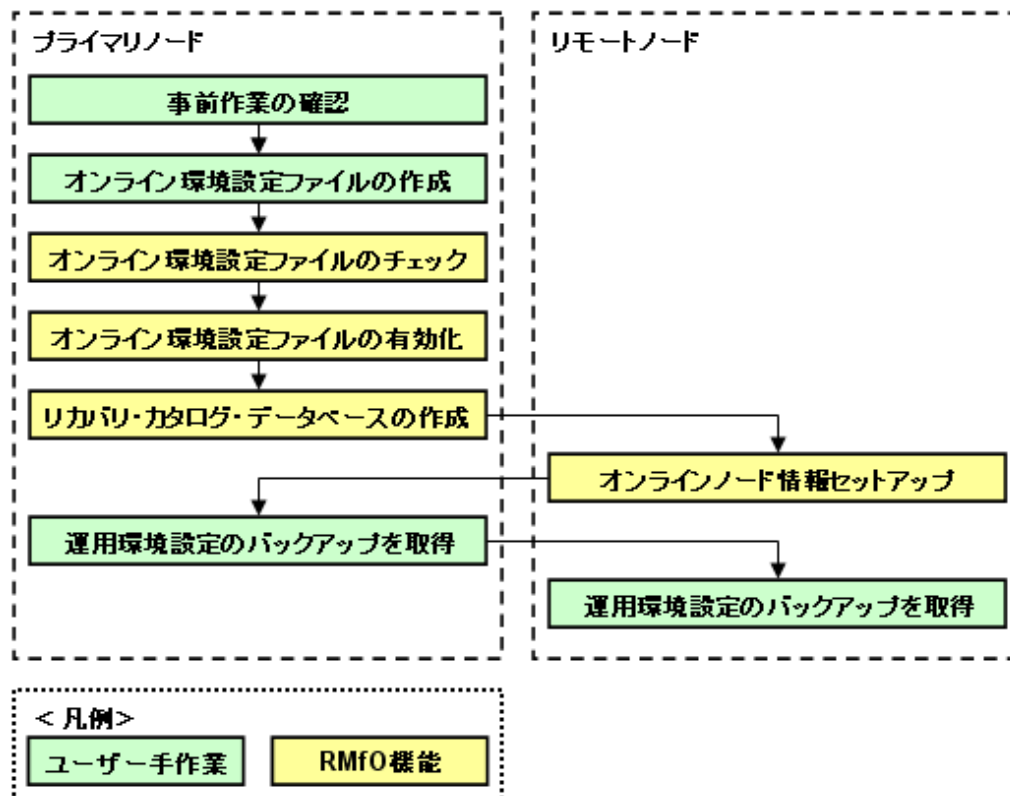 プライマリノード
リモートノード
事前作業の確認
オンライン環境設定ファイルの作成
オンライン環境設定ファイルのチェック
オンライン環境設定ファイルの有効化
リカバリ・カタログ・データベースの作成
オンラインノード情報セットアップ
運用環境設定のバックアップを取得
運用環境設定のバックアップを取得
<凡例>
ユーザー手作業
RMfO機能